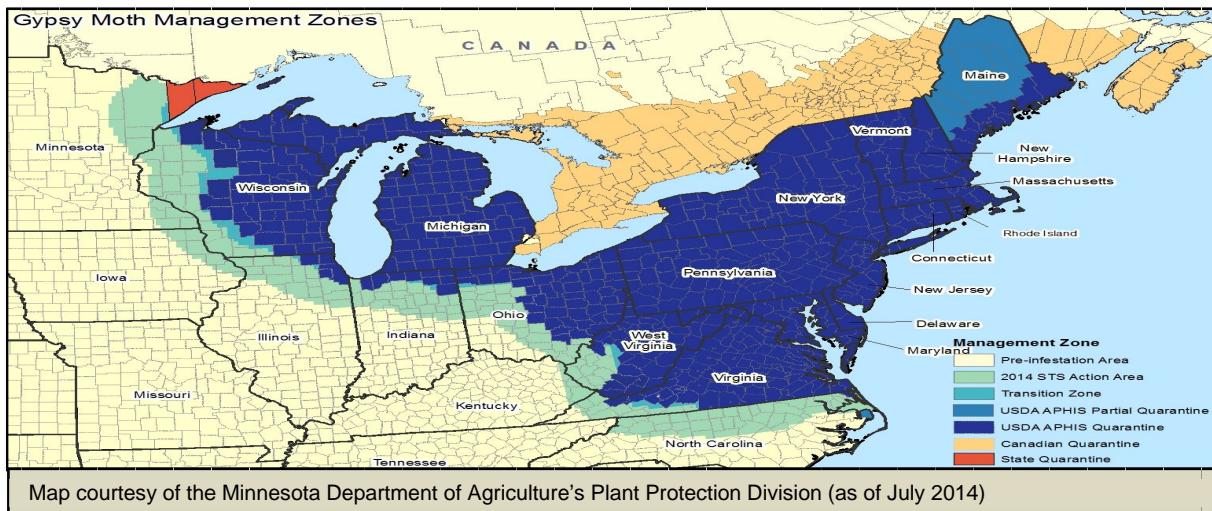 Gypsy Moth Management Zones
CANADA
Maine
Vermont
Minnesota
New
Hampshire
Massachusetts
Wisconsin
New York
Michigan
Rhode Island
Connecticut
Pennsylvania
Iowa
New Jersey
Ohio
Delaware
Illinois
Indiana
West
Virginia
Maryland
Virginia
Missouri
Kentucky
North Carolina
Tennessee
Management Zone
Pre-infestation Area
2014 STS Action Area
Transition Zone
USDA APHIS Partial Quarantine
USDA APHIS Quarantine
Canadian Quarantine
State Quarantine
Map courtesy of the Minnesota Department of Agriculture's Plant Protection Division (as of July 2014)